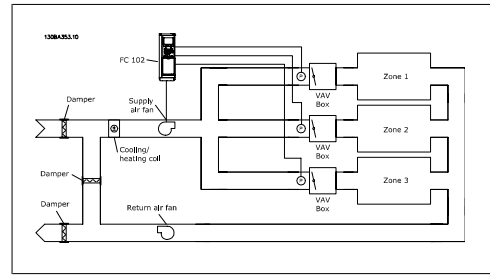 130BA353.10
FC 102
Damper
Supply
air fan
VAV
Box
Zone 1
Cooling/
heating coil
VAV
Box
Zone 2
Damper
VAV
Box
Zone 3
Damper
Return air fan